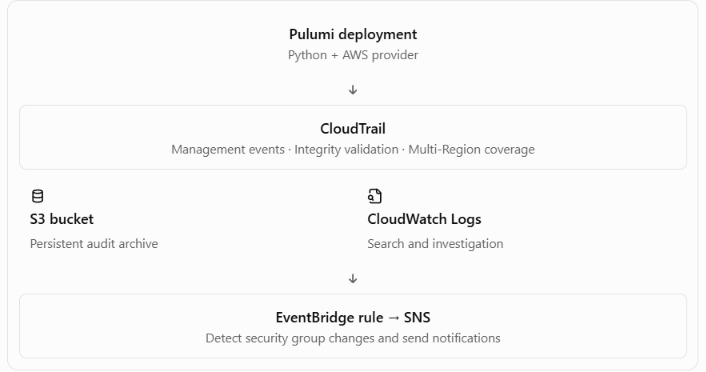 Pulumi deployment
Python + AWS provider
↓
CloudTrail
Management events · Integrity validation · Multi-Region coverage
S3 bucket
Persistent audit archive
CloudWatch Logs
Search and investigation
↓
EventBridge rule → SNS
Detect security group changes and send notifications